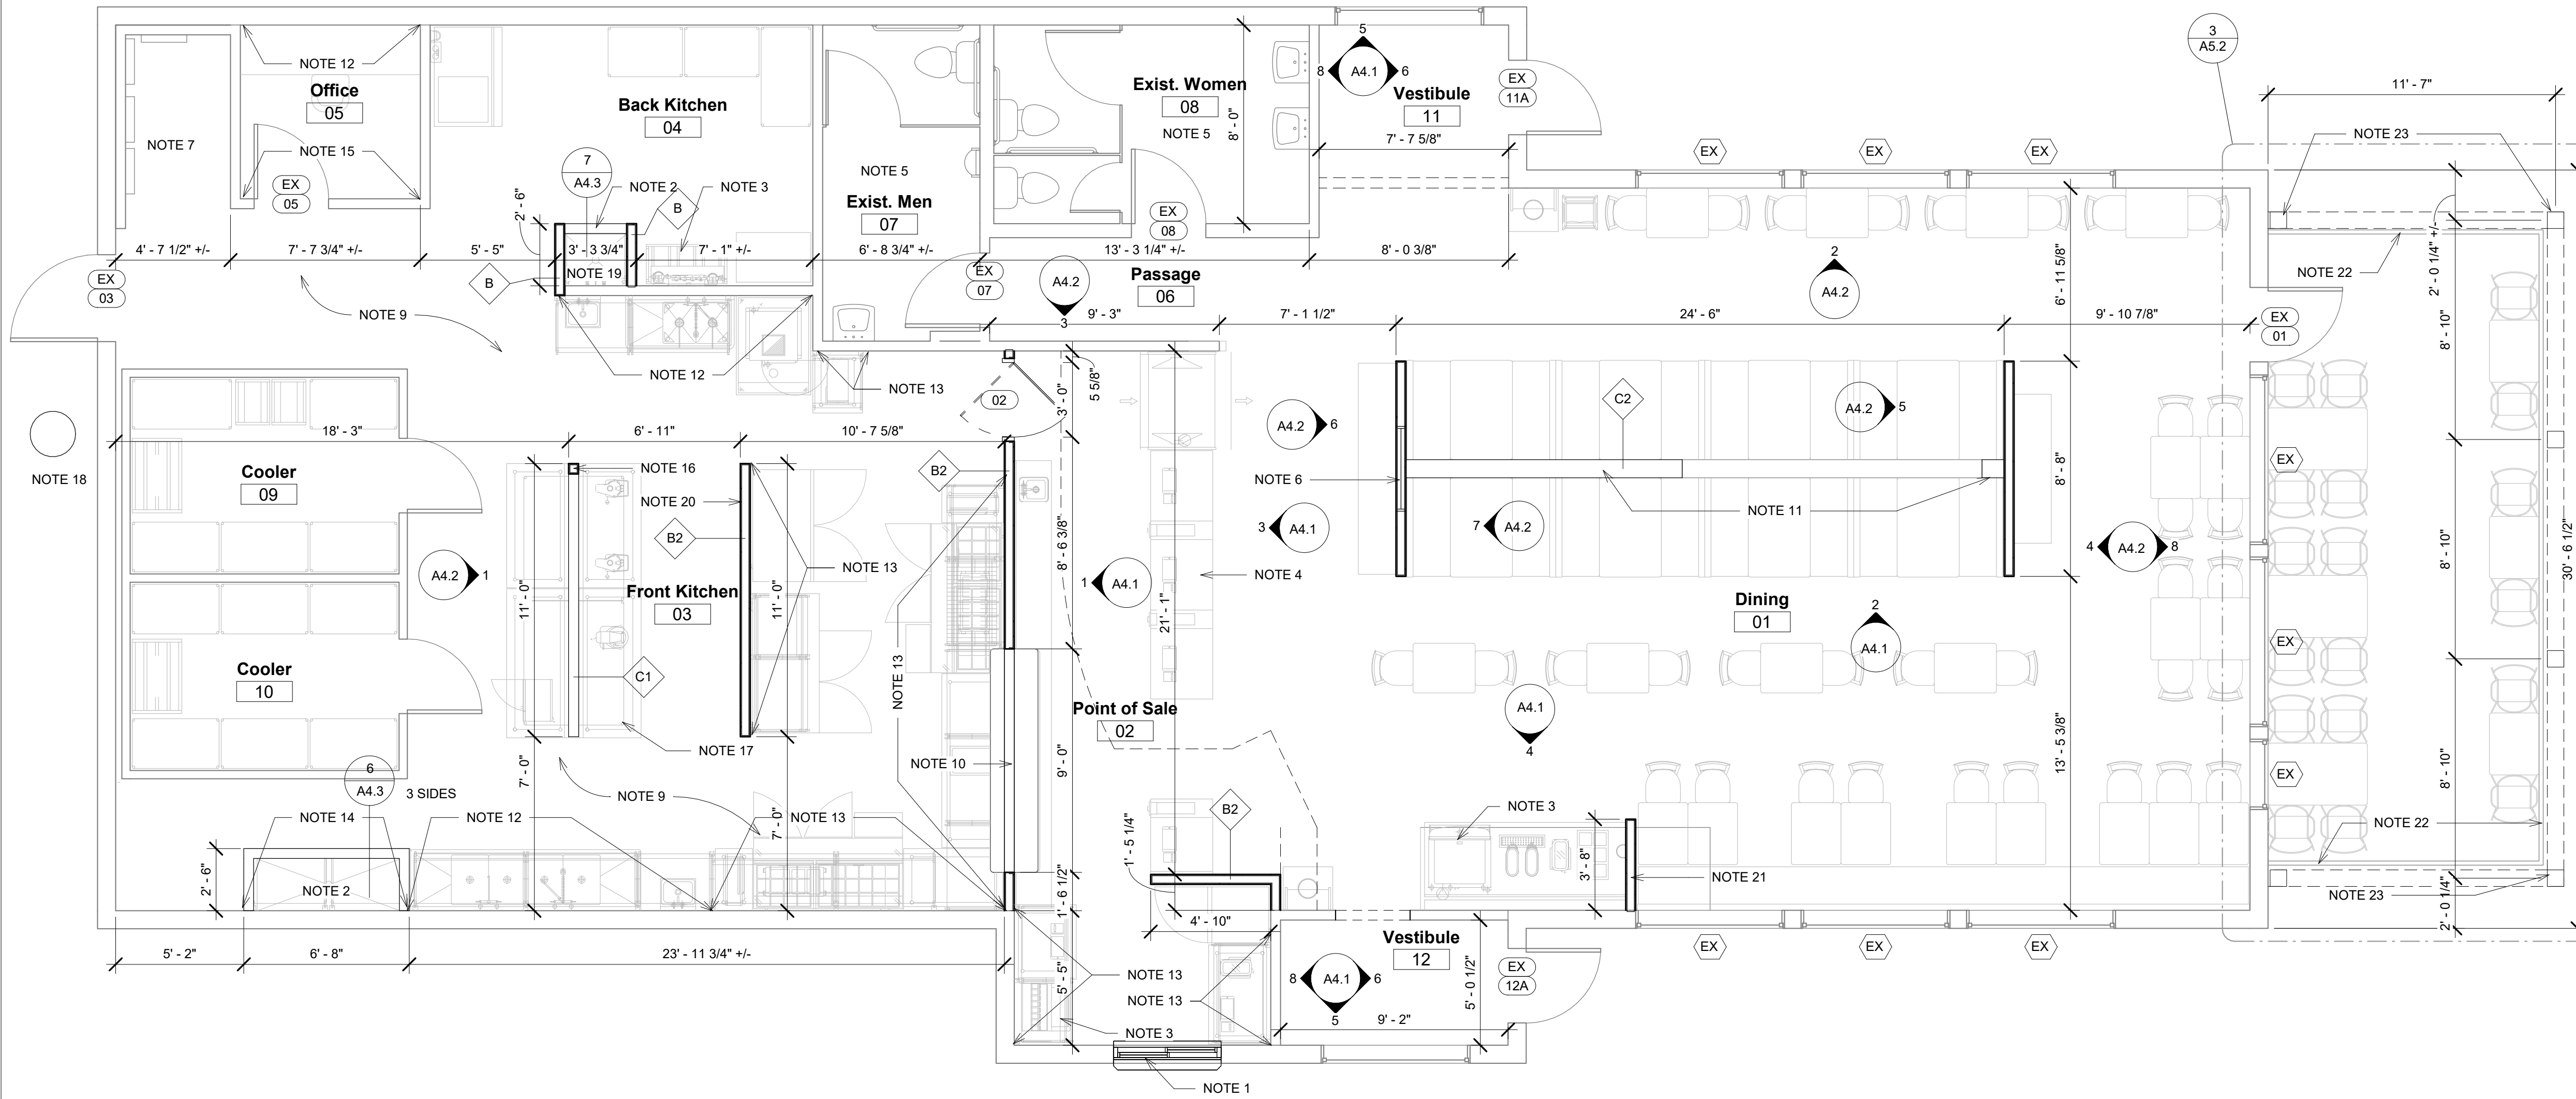 3
A5.2
5
8
A4.1
6
EX
11A
11' - 7"
NOTE 12
Office
05
Back Kitchen
04
Exist. Women
08
NOTE 5
8' - 0"
Vestibule
11
7' - 7 5/8"
NOTE 23
NOTE 7
NOTE 15
EX
05
7
A4.3
NOTE 2
B
NOTE 3
2' - 6"
NOTE 5
Exist. Men
07
EX
08
EX
EX
EX
4' - 7 1/2" +/-
7' - 7 3/4" +/-
5' - 5"
3' - 3 3/4"
7' - 1" +/-
6' - 8 3/4" +/-
13' - 3 1/4" +/-
8' - 0 3/8"
NOTE 19
B
EX
03
EX
07
Passage
06
A4.2
3
2
A4.2
6' - 11 5/8"
NOTE 22
2' - 0 1/4" +/-
NOTE 9
9' - 3"
7' - 1 1/2"
24' - 6"
9' - 10 7/8"
EX
01
8' - 10"
NOTE 12
NOTE 13
02
3' - 0"
5 5/8"
C2
A4.2
5
A4.2
6
18' - 3"
6' - 11"
10' - 7 5/8"
NOTE 18
Cooler
09
NOTE 16
NOTE 20
B2
B2
NOTE 6
NOTE 11
8' - 8"
EX
3
A4.1
7
A4.2
4
A4.2
8
8' - 6 3/8"
A4.2
1
NOTE 13
NOTE 4
1
A4.1
11' - 0"
Front Kitchen
03
11' - 0"
21' - 1"
Dining
01
2
A4.1
8' - 10"
30' - 6 1/2"
EX
Cooler
10
C1
NOTE 13
Point of Sale
02
A4.1
4
NOTE 17
NOTE 10
9' - 0"
13' - 5 3/8"
EX
8' - 10"
6
A4.3
3 SIDES
7' - 0"
NOTE 9
7' - 0"
NOTE 14
NOTE 12
NOTE 13
1' - 5 1/4"
B2
NOTE 3
NOTE 22
2' - 6"
NOTE 2
1' - 6 1/2"
3' - 8"
NOTE 21
NOTE 23
2' - 0 1/4"
4' - 10"
Vestibule
12
EX
EX
EX
5' - 2"
6' - 8"
23' - 11 3/4" +/-
5' - 5"
NOTE 13
NOTE 13
8
A4.1
6
5
5' - 0 1/2"
EX
12A
9' - 2"
NOTE 3
NOTE 1